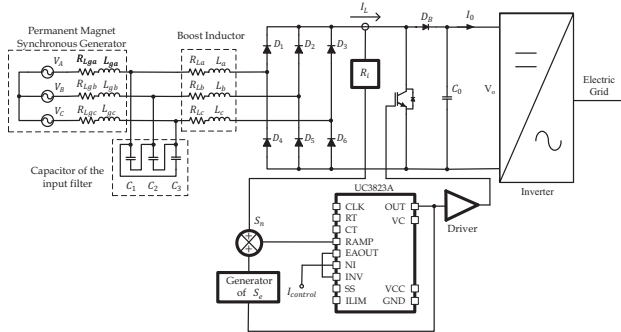 Permanent Magnet
Synchronous Generator
Boost Inductor
I_L
D_B
I_0
V_A R_Lga L_ga
R_La L_a
D_1 D_2 D_3
V_B R_Lgb L_gb
R_Lb L_b
V_C R_Lgc L_gc
R_Lc L_c
R_i
C_0
V_o
Electric
Grid
D_4 D_5 D_6
Capacitor of the
input filter
C_1 C_2 C_3
Inverter
UC3823A
CLK OUT
RT VC
CT
RAMP
EAOUT
NI
INV
SS VCC
ILIM GND
Driver
S_n
Generator
of S_e
I_control